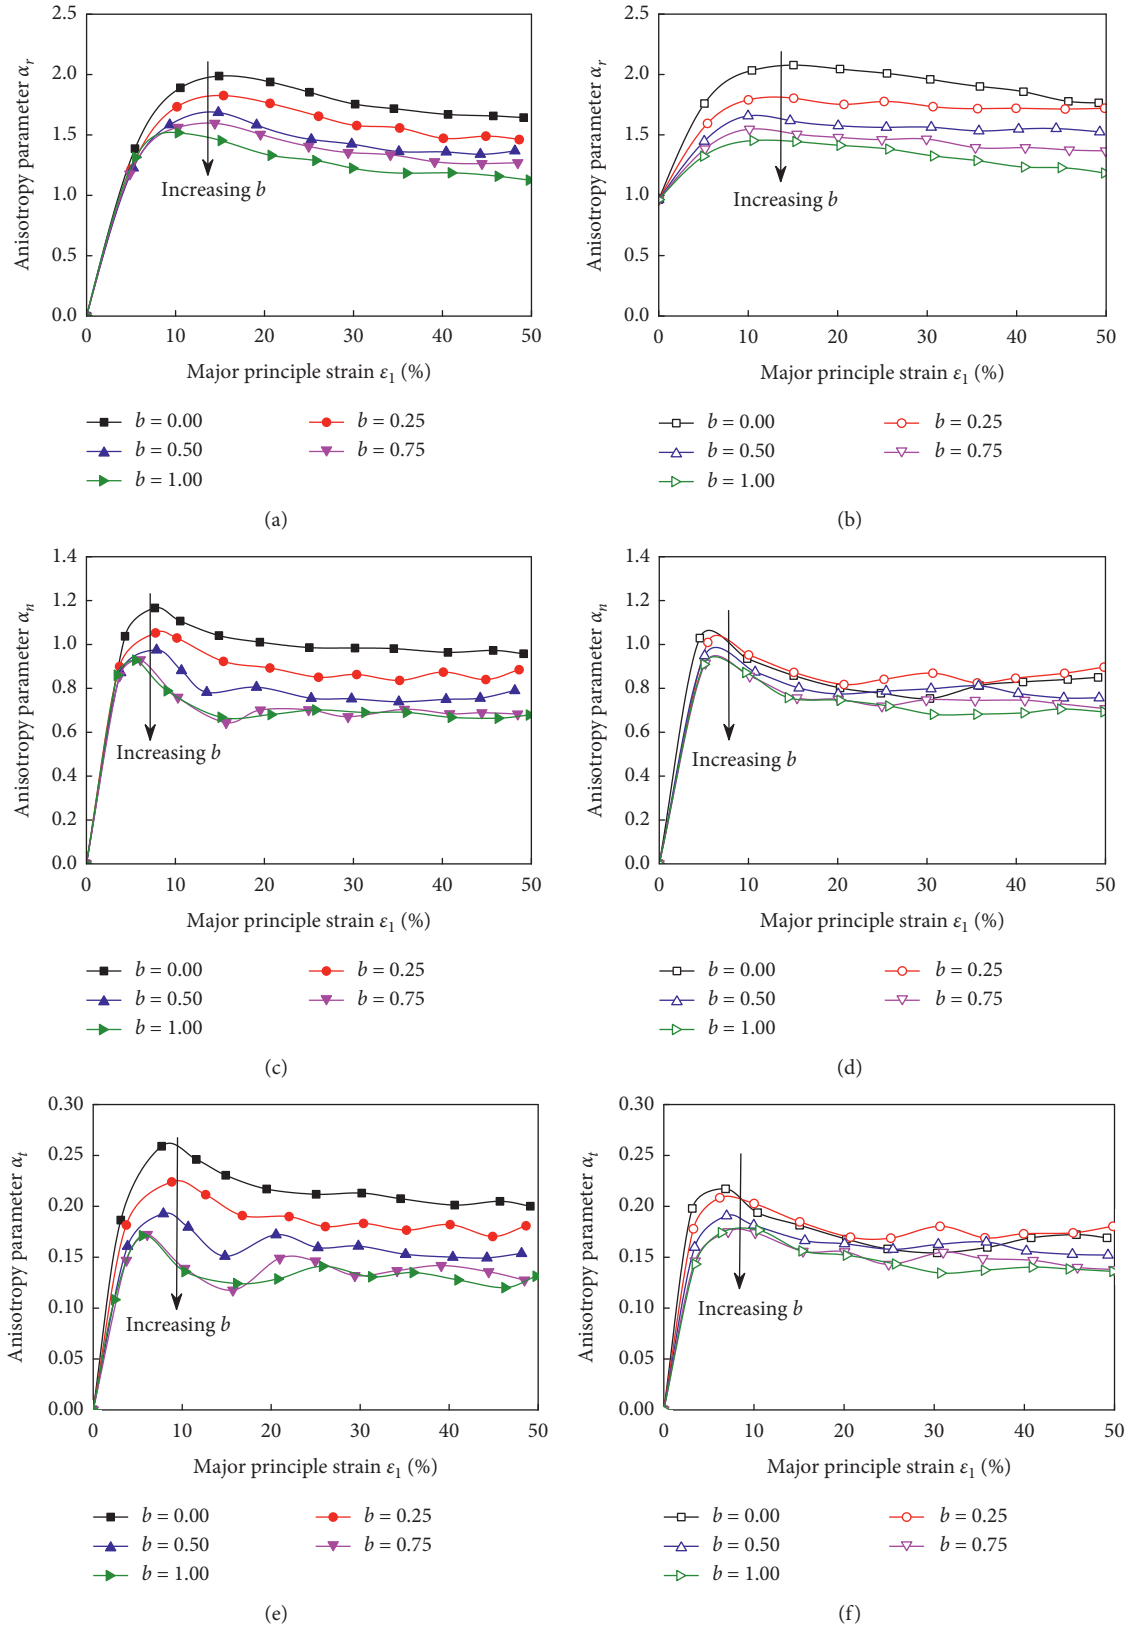 2.5
2.0
1.5
1.0
0.5
0.0
Anisotropy parameter αr
Increasing b
0 10 20 30 40 50
Major principle strain ε1 (%)
b = 0.00 b = 0.25
b = 0.50 b = 0.75
b = 1.00
(a)
2.5
2.0
1.5
1.0
0.5
0.0
Anisotropy parameter αr
Increasing b
0 10 20 30 40 50
Major principle strain ε1 (%)
b = 0.00 b = 0.25
b = 0.50 b = 0.75
b = 1.00
(b)
1.4
1.2
1.0
0.8
0.6
0.4
0.2
0.0
Anisotropy parameter αn
Increasing b
0 10 20 30 40 50
Major principle strain ε1 (%)
b = 0.00 b = 0.25
b = 0.50 b = 0.75
b = 1.00
(c)
1.4
1.2
1.0
0.8
0.6
0.4
0.2
0.0
Anisotropy parameter αn
Increasing b
0 10 20 30 40 50
Major principle strain ε1 (%)
b = 0.00 b = 0.25
b = 0.50 b = 0.75
b = 1.00
(d)
0.30
0.25
0.20
0.15
0.10
0.05
0.00
Anisotropy parameter αt
Increasing b
0 10 20 30 40 50
Major principle strain ε1 (%)
b = 0.00 b = 0.25
b = 0.50 b = 0.75
b = 1.00
(e)
0.30
0.25
0.20
0.15
0.10
0.05
0.00
Anisotropy parameter αt
Increasing b
0 10 20 30 40 50
Major principle strain ε1 (%)
b = 0.00 b = 0.25
b = 0.50 b = 0.75
b = 1.00
(f)